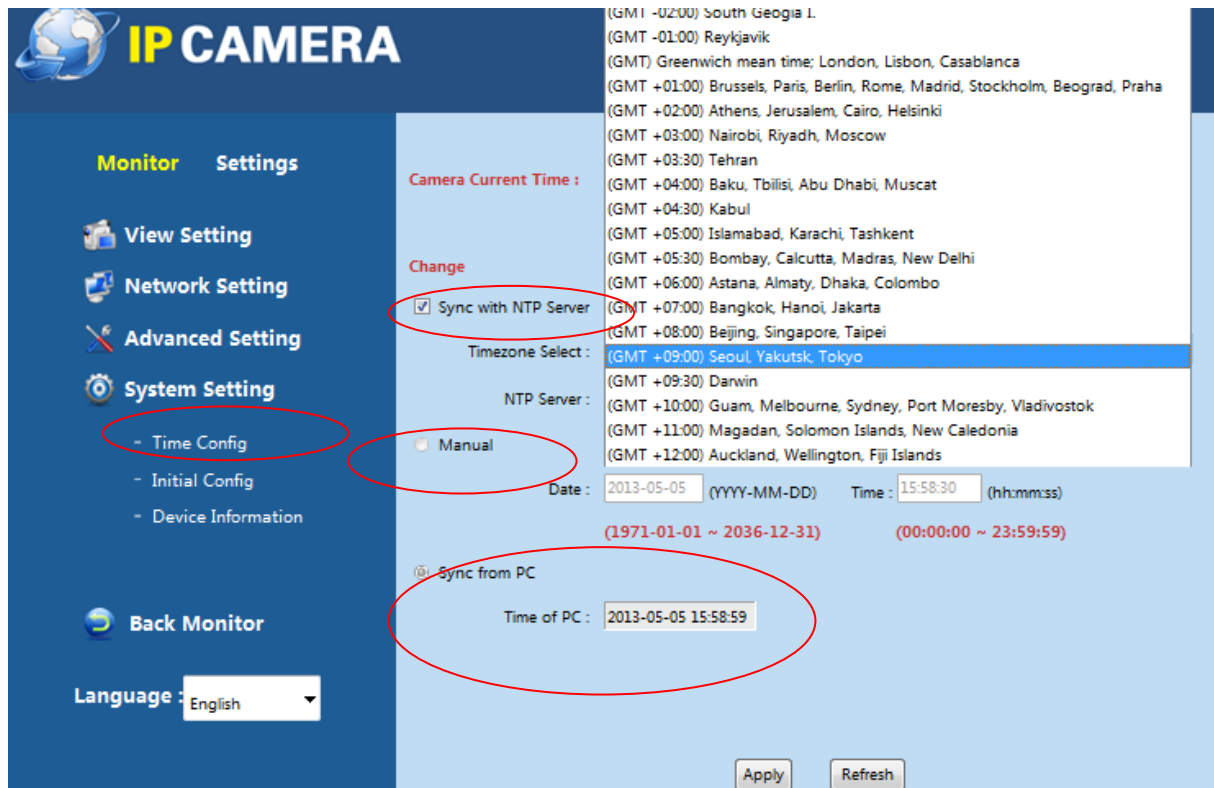 IP CAMERA
Monitor Settings
View Setting
Network Setting
Advanced Setting
System Setting
- Time Config
- Initial Config
- Device Information
Back Monitor
Language : English
(GMT -02:00) South Geogia I.
(GMT -01:00) Reykjavik
(GMT) Greenwich mean time; London, Lisbon, Casablanca
(GMT +01:00) Brussels, Paris, Berlin, Rome, Madrid, Stockholm, Beograd, Praha
(GMT +02:00) Athens, Jerusalem, Cairo, Helsinki
(GMT +03:00) Nairobi, Riyadh, Moscow
(GMT +03:30) Tehran
(GMT +04:00) Baku, Tbilisi, Abu Dhabi, Muscat
(GMT +04:30) Kabul
(GMT +05:00) Islamabad, Karachi, Tashkent
(GMT +05:30) Bombay, Calcutta, Madras, New Delhi
(GMT +06:00) Astana, Almaty, Dhaka, Colombo
(GMT +07:00) Bangkok, Hanoi, Jakarta
(GMT +08:00) Beijing, Singapore, Taipei
(GMT +09:00) Seoul, Yakutsk, Tokyo
(GMT +09:30) Darwin
(GMT +10:00) Guam, Melbourne, Sydney, Port Moresby, Vladivostok
(GMT +11:00) Magadan, Solomon Islands, New Caledonia
(GMT +12:00) Auckland, Wellington, Fiji Islands
Camera Current Time :
Change
Sync with NTP Server
Timezone Select :
NTP Server :
Manual
Date : 2013-05-05 (YYYY-MM-DD) Time : 15:58:30 (hh:mm:ss)
(1971-01-01 ~ 2036-12-31) (00:00:00 ~ 23:59:59)
Sync from PC
Time of PC : 2013-05-05 15:58:59
Apply Refresh